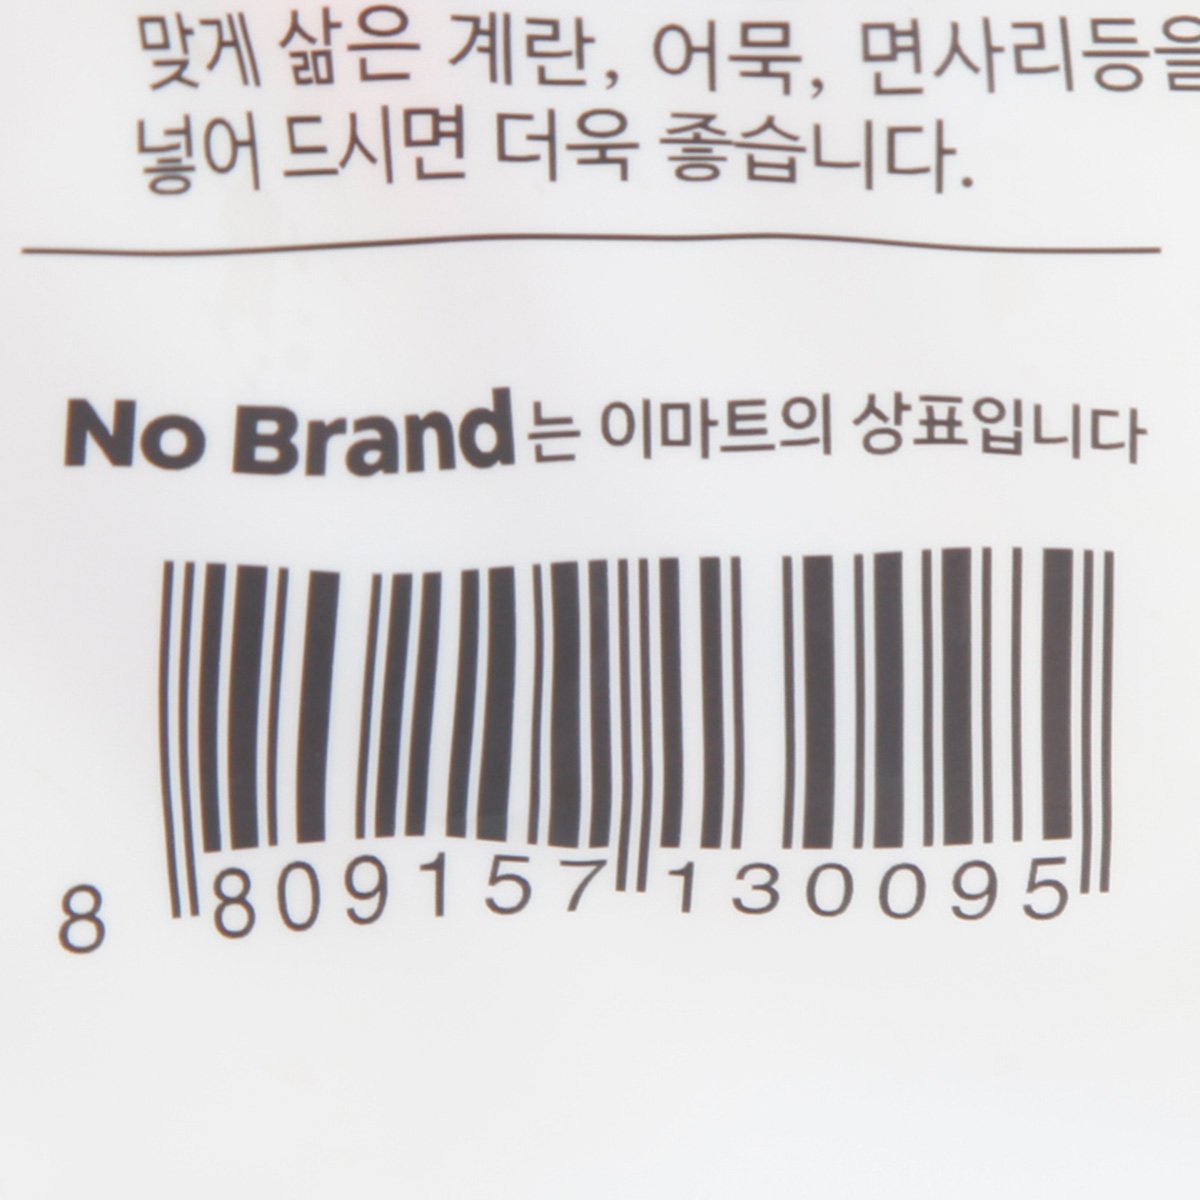 맞게 삶은 계란, 어묵, 면사리등을
넣어 드시면 더욱 좋습니다.
No Brand는 이마트의 상표입니다
8 809157 130095